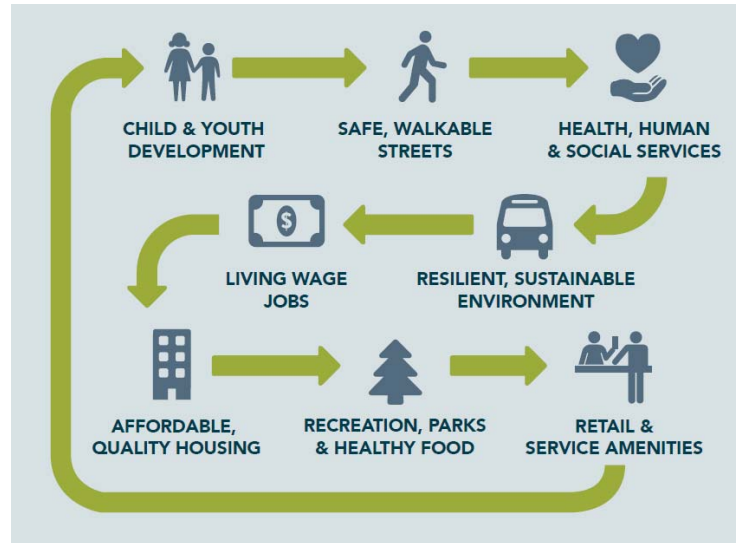 CHILD & YOUTH
DEVELOPMENT
SAFE, WALKABLE
STREETS
HEALTH, HUMAN
& SOCIAL SERVICES
$
LIVING WAGE
JOBS
RESILIENT, SUSTAINABLE
ENVIRONMENT
AFFORDABLE,
QUALITY HOUSING
RECREATION, PARKS
& HEALTHY FOOD
RETAIL &
SERVICE AMENITIES